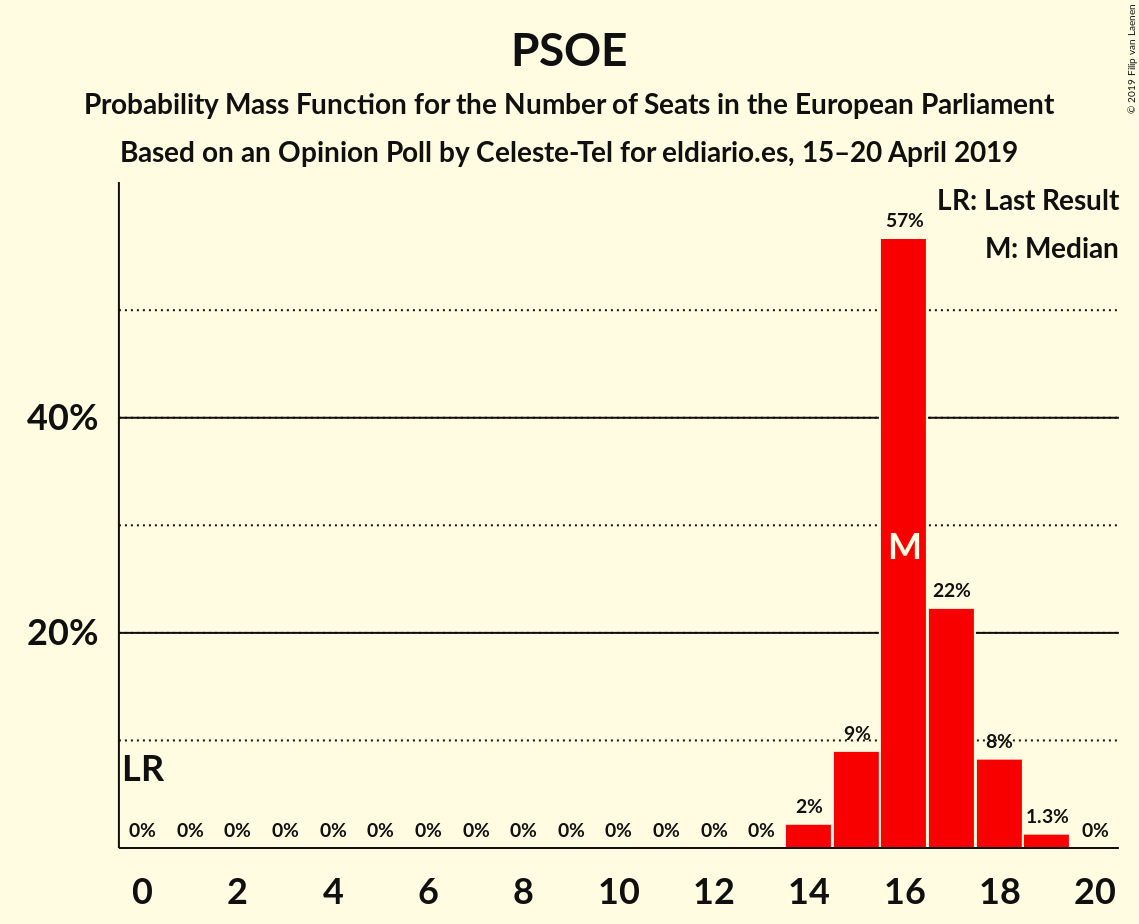 PSOE
Probability Mass Function for the Number of Seats in the European Parliament
Based on an Opinion Poll by Celeste-Tel for eldiario.es, 15–20 April 2019
© 2019 Filip van Laenen
LR: Last Result
M: Median
57%
40%
M
22%
20%
9%
8%
LR
2%
1.3%
0% 0% 0% 0% 0% 0% 0% 0% 0% 0% 0% 0% 0% 0% 0%
0 2 4 6 8 10 12 14 16 18 20